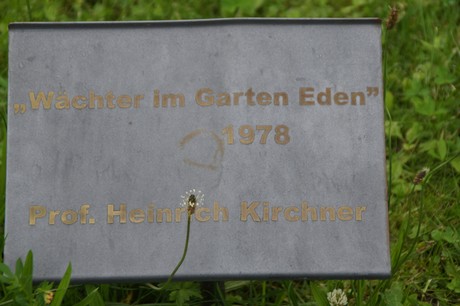 „Wächter im Garten Eden”
1978
Prof. Heinrich Kirchner